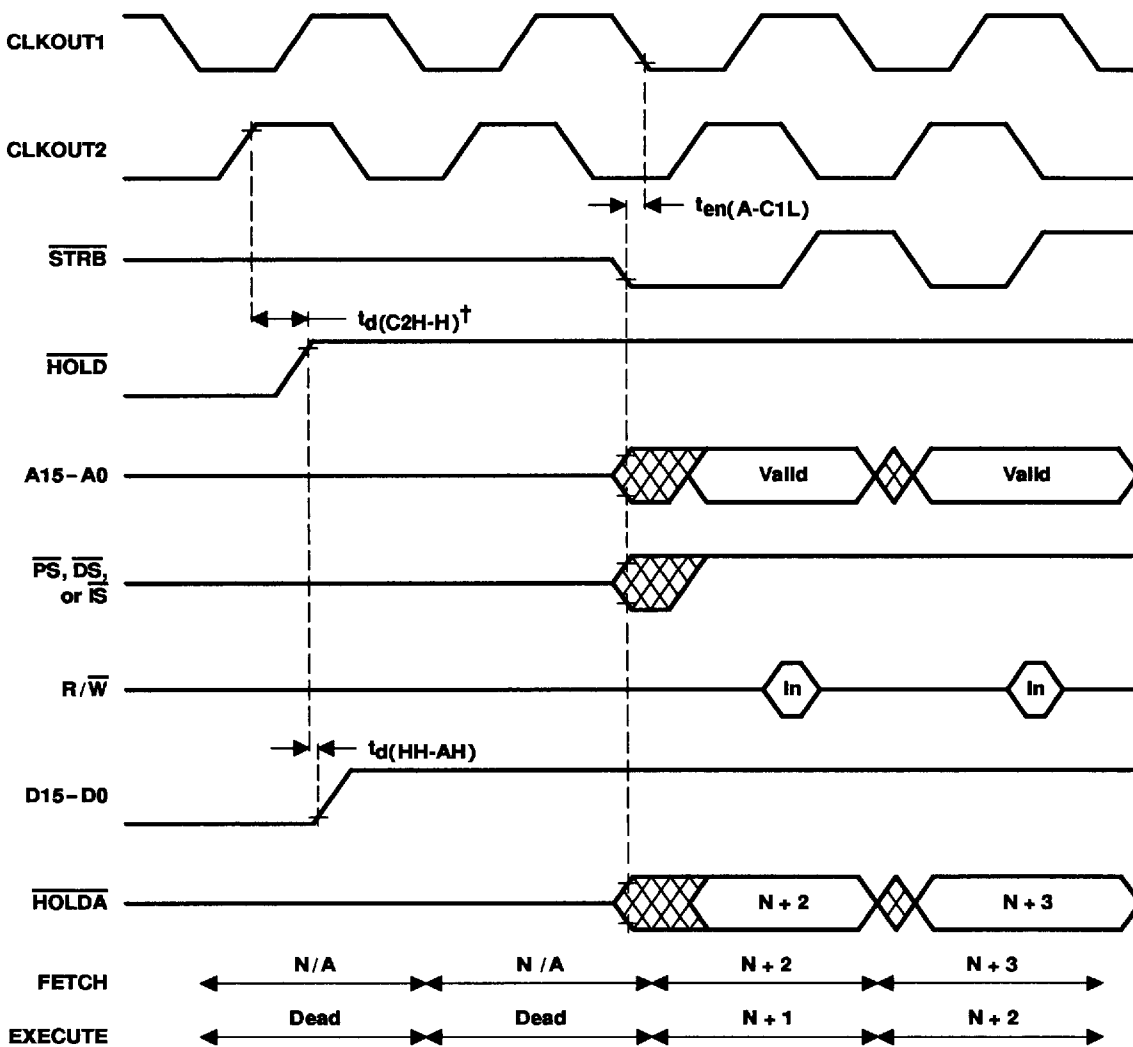 CLKOUT1
CLKOUT2
ten(A-C1L)
STRB
td(C2H-H)†
HOLD
A15–A0 Valid Valid
PS, DS,
or IS
R/W In In
td(HH-AH)
D15–D0
HOLDA N + 2 N + 3
FETCH N/A N /A N + 2 N + 3
EXECUTE Dead Dead N + 1 N + 2